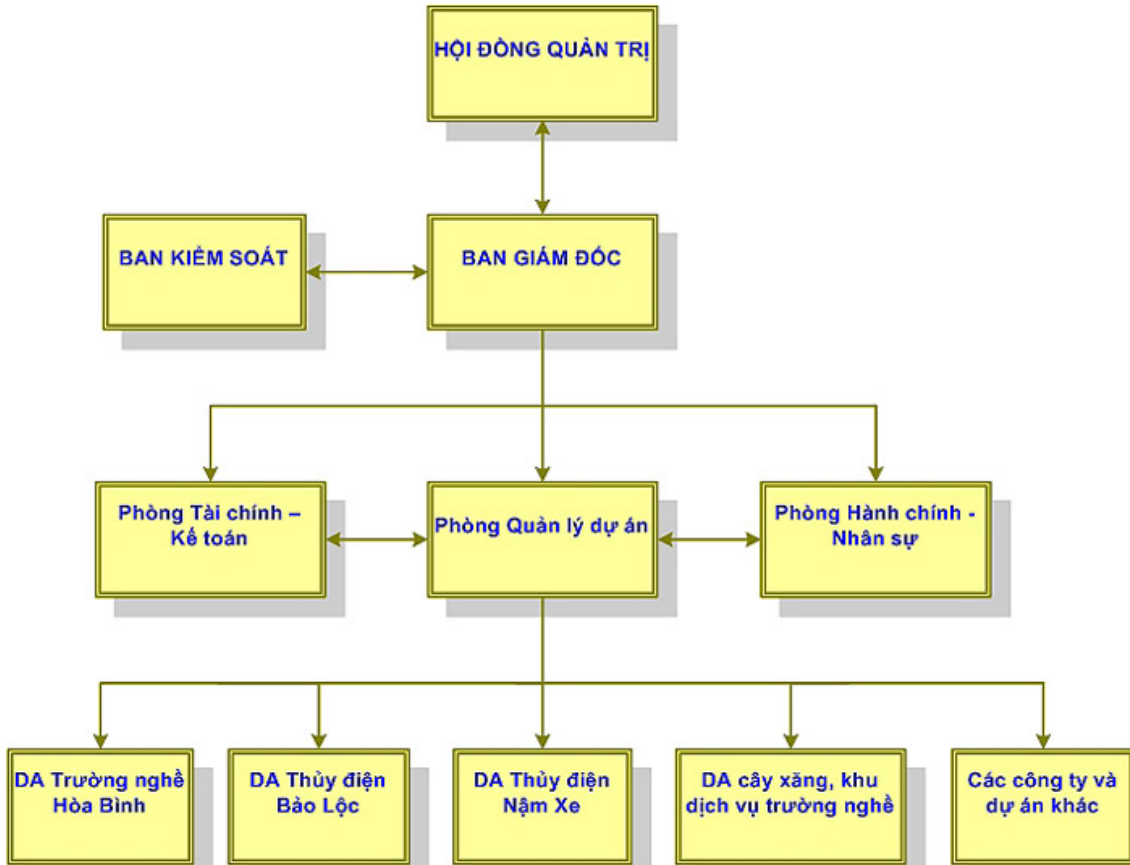 HỘI ĐỒNG QUẢN TRỊ
BAN KIỂM SOÁT
BAN GIÁM ĐỐC
Phòng Tài chính –
Kế toán
Phòng Quản lý dự án
Phòng Hành chính -
Nhân sự
DA Trường nghề
Hòa Bình
DA Thủy điện
Bảo Lộc
DA Thủy điện
Nậm Xe
DA cây xăng, khu
dịch vụ trường nghề
Các công ty và
dự án khác